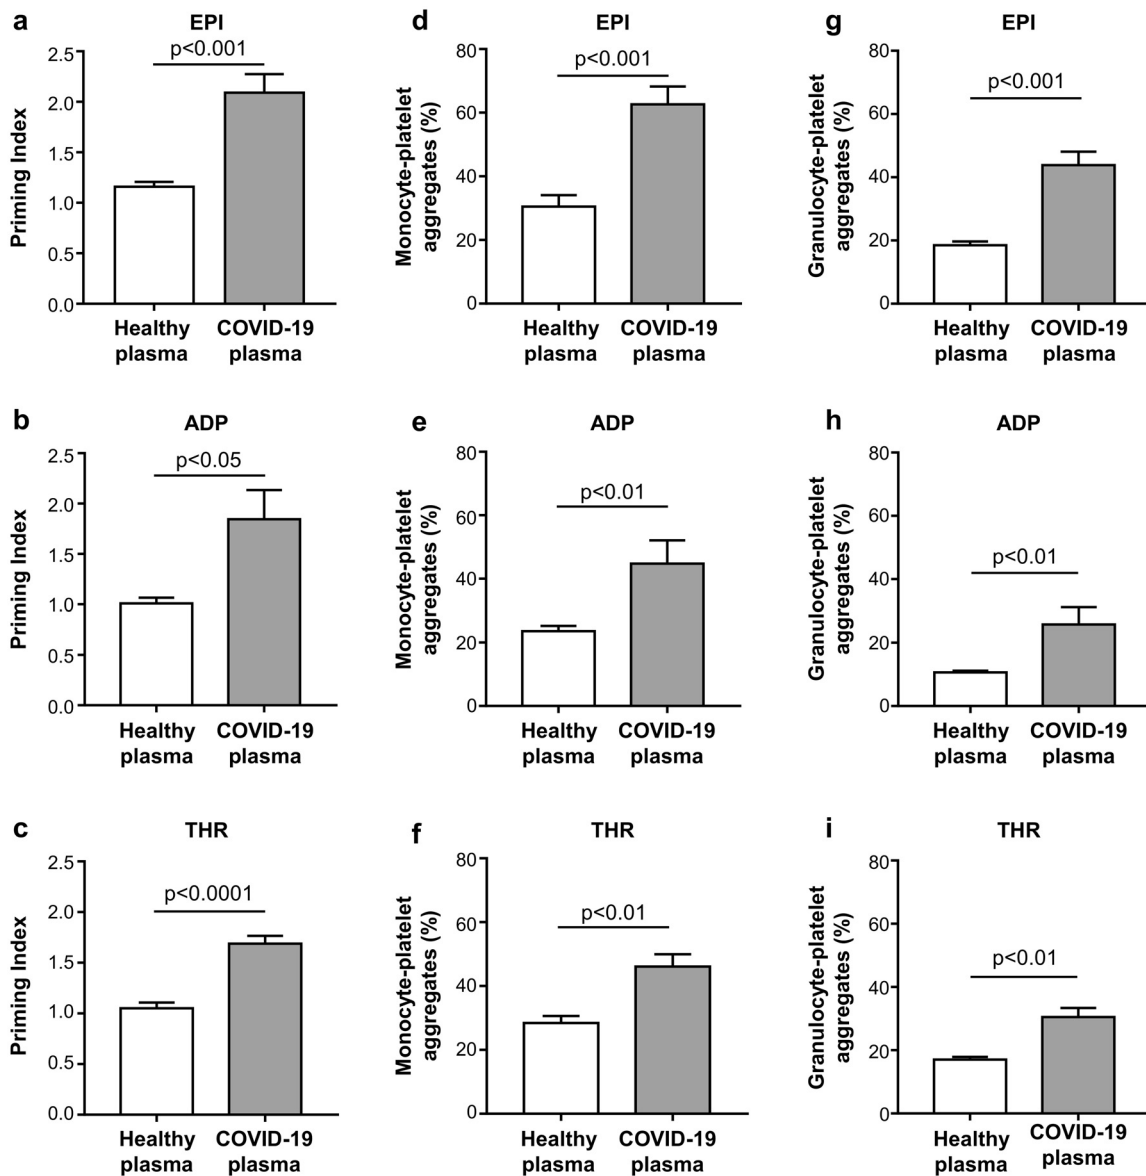 a
EPI
Priming Index
2.5
2.0
1.5
1.0
0.5
0.0
p<0.001
Healthy
plasma
COVID-19
plasma
d
EPI
Monocyte-platelet
aggregates (%)
80
60
40
20
0
p<0.001
Healthy
plasma
COVID-19
plasma
g
EPI
Granulocyte-platelet
aggregates (%)
80
60
40
20
0
p<0.001
Healthy
plasma
COVID-19
plasma
b
ADP
Priming Index
2.5
2.0
1.5
1.0
0.5
0.0
p<0.05
Healthy
plasma
COVID-19
plasma
e
ADP
Monocyte-platelet
aggregates (%)
80
60
40
20
0
p<0.01
Healthy
plasma
COVID-19
plasma
h
ADP
Granulocyte-platelet
aggregates (%)
80
60
40
20
0
p<0.01
Healthy
plasma
COVID-19
plasma
c
THR
Priming Index
2.5
2.0
1.5
1.0
0.5
0.0
p<0.0001
Healthy
plasma
COVID-19
plasma
f
THR
Monocyte-platelet
aggregates (%)
80
60
40
20
0
p<0.01
Healthy
plasma
COVID-19
plasma
i
THR
Granulocyte-platelet
aggregates (%)
80
60
40
20
0
p<0.01
Healthy
plasma
COVID-19
plasma